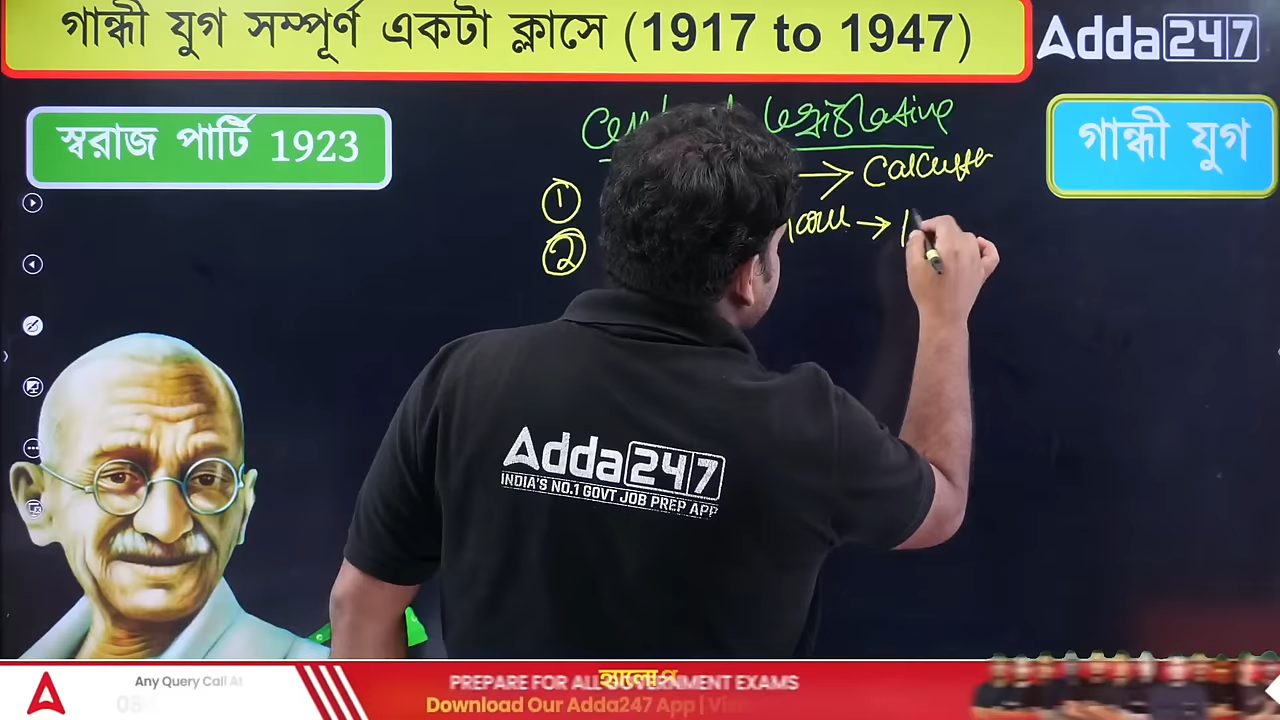 গান্ধী যুগ সম্পূর্ণ একটা ক্লাসে (1917 to 1947)
Adda247
স্বরাজ পার্টি 1923
গান্ধী যুগ
Legislative
① → Calcutta
② →
Adda247
INDIA'S NO.1 GOVT JOB PREP APP
Any Query Call At
PREPARE FOR ALL GOVERNMENT EXAMS
Download Our Adda247 App |